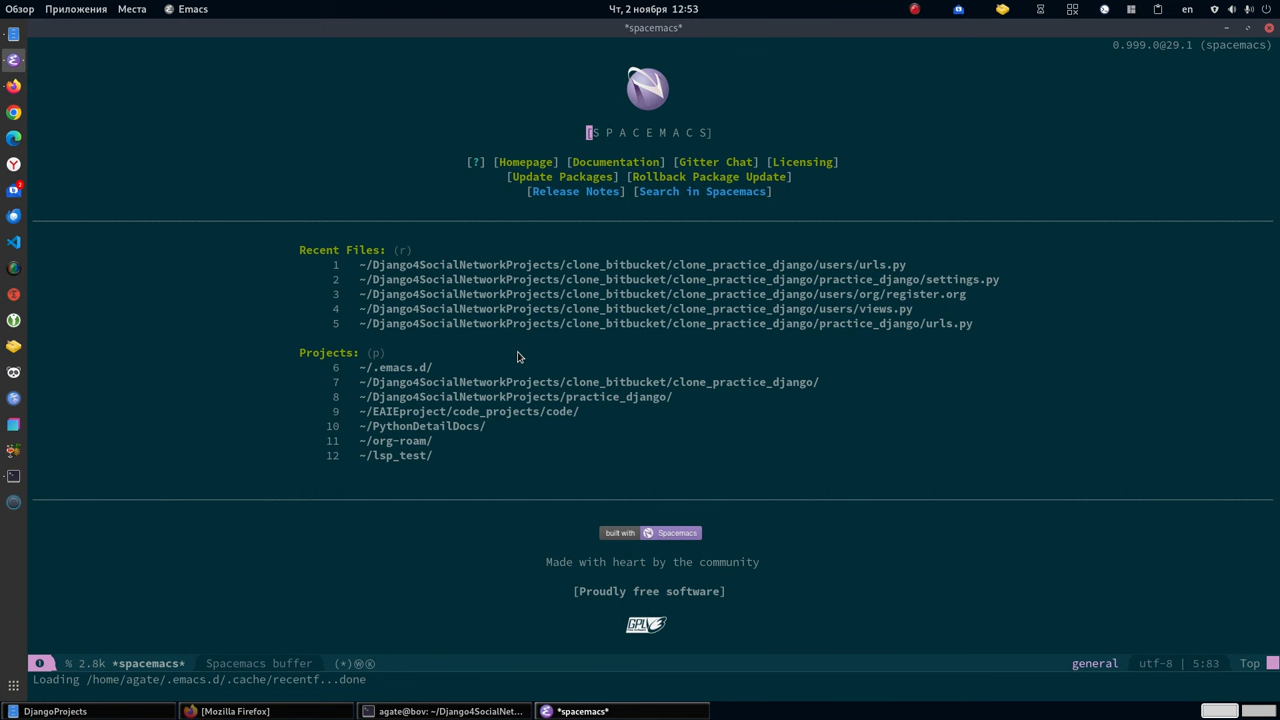 Обзор Приложения Места Emacs Чт, 2 ноября 12:53 en
*spacemacs*
0.999.0@29.1 (spacemacs)
[S P A C E M A C S]
[?] [Homepage] [Documentation] [Gitter Chat] [Licensing]
[Update Packages] [Rollback Package Update]
[Release Notes] [Search in Spacemacs]
Recent Files: (r)
1 ~/Django4SocialNetworkProjects/clone_bitbucket/clone_practice_django/users/urls.py
2 ~/Django4SocialNetworkProjects/clone_bitbucket/clone_practice_django/practice_django/settings.py
3 ~/Django4SocialNetworkProjects/clone_bitbucket/clone_practice_django/users/org/register.org
4 ~/Django4SocialNetworkProjects/clone_bitbucket/clone_practice_django/users/views.py
5 ~/Django4SocialNetworkProjects/clone_bitbucket/clone_practice_django/practice_django/urls.py
Projects: (p)
6 ~/.emacs.d/
7 ~/Django4SocialNetworkProjects/clone_bitbucket/clone_practice_django/
8 ~/Django4SocialNetworkProjects/practice_django/
9 ~/EAIEproject/code_projects/code/
10 ~/PythonDetailDocs/
11 ~/org-roam/
12 ~/lsp_test/
built with Spacemacs
Made with heart by the community
[Proudly free software]
GPLv3
% 2.8k *spacemacs* Spacemacs buffer (*)ⓌⓀ general utf-8 | 5:83 Top
Loading /home/agate/.emacs.d/.cache/recentf...done
DjangoProjects [Mozilla Firefox] agate@bov: ~/Django4SocialNet... *spacemacs*